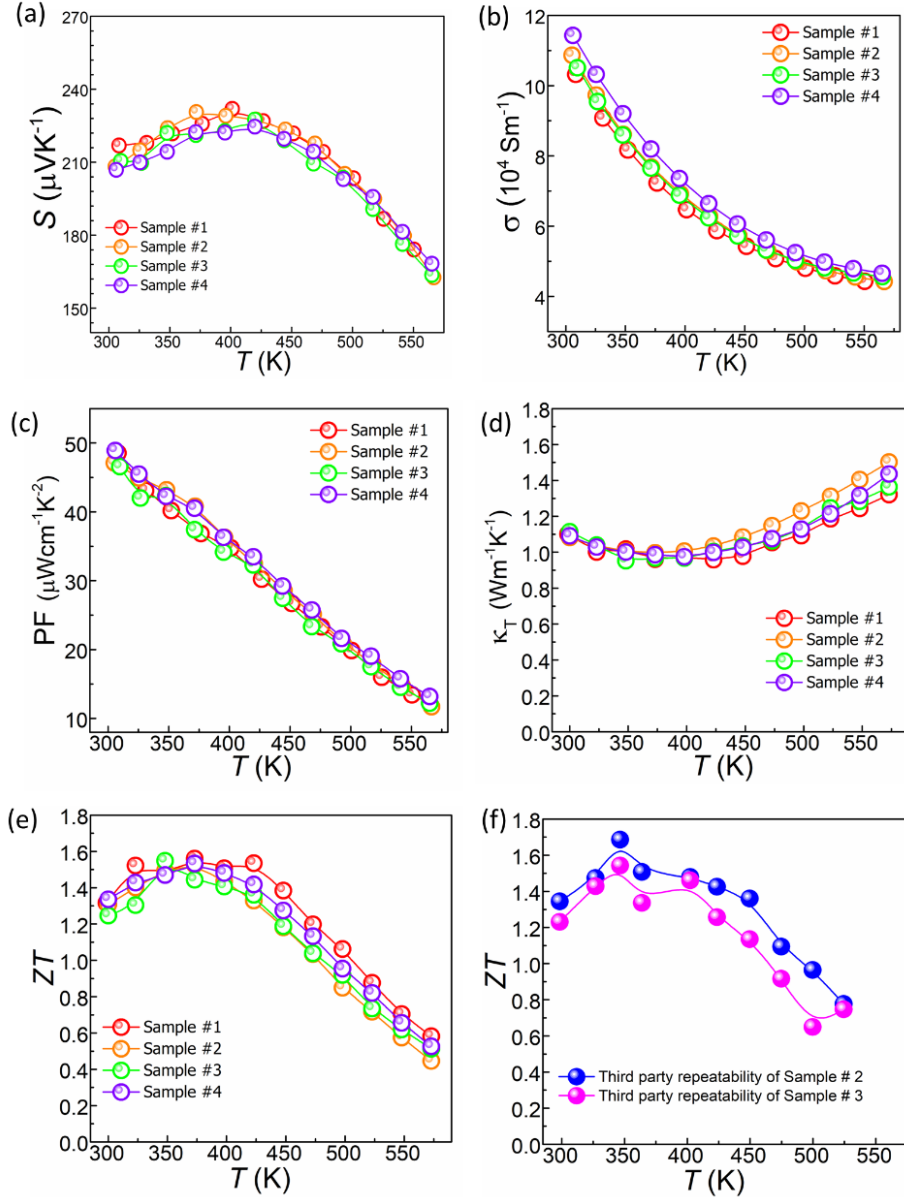 (a)
270
240
210
180
150
S (μVK⁻¹)
Sample #1
Sample #2
Sample #3
Sample #4
300 350 400 450 500 550
T (K)
(b)
12
10
8
6
4
σ (10⁴ Sm⁻¹)
Sample #1
Sample #2
Sample #3
Sample #4
300 350 400 450 500 550
T (K)
(c)
50
40
30
20
10
PF (μWcm⁻¹K⁻²)
Sample #1
Sample #2
Sample #3
Sample #4
300 350 400 450 500 550
T (K)
(d)
1.8
1.6
1.4
1.2
1.0
0.8
0.6
0.4
0.2
0.0
κT (Wm⁻¹K⁻¹)
Sample #1
Sample #2
Sample #3
Sample #4
300 350 400 450 500 550
T (K)
(e)
1.8
1.6
1.4
1.2
1.0
0.8
0.6
0.4
0.2
0.0
ZT
Sample #1
Sample #2
Sample #3
Sample #4
300 350 400 450 500 550
T (K)
(f)
1.8
1.6
1.4
1.2
1.0
0.8
0.6
0.4
0.2
0.0
ZT
Third party repeatability of Sample # 2
Third party repeatability of Sample # 3
300 350 400 450 500 550
T (K)